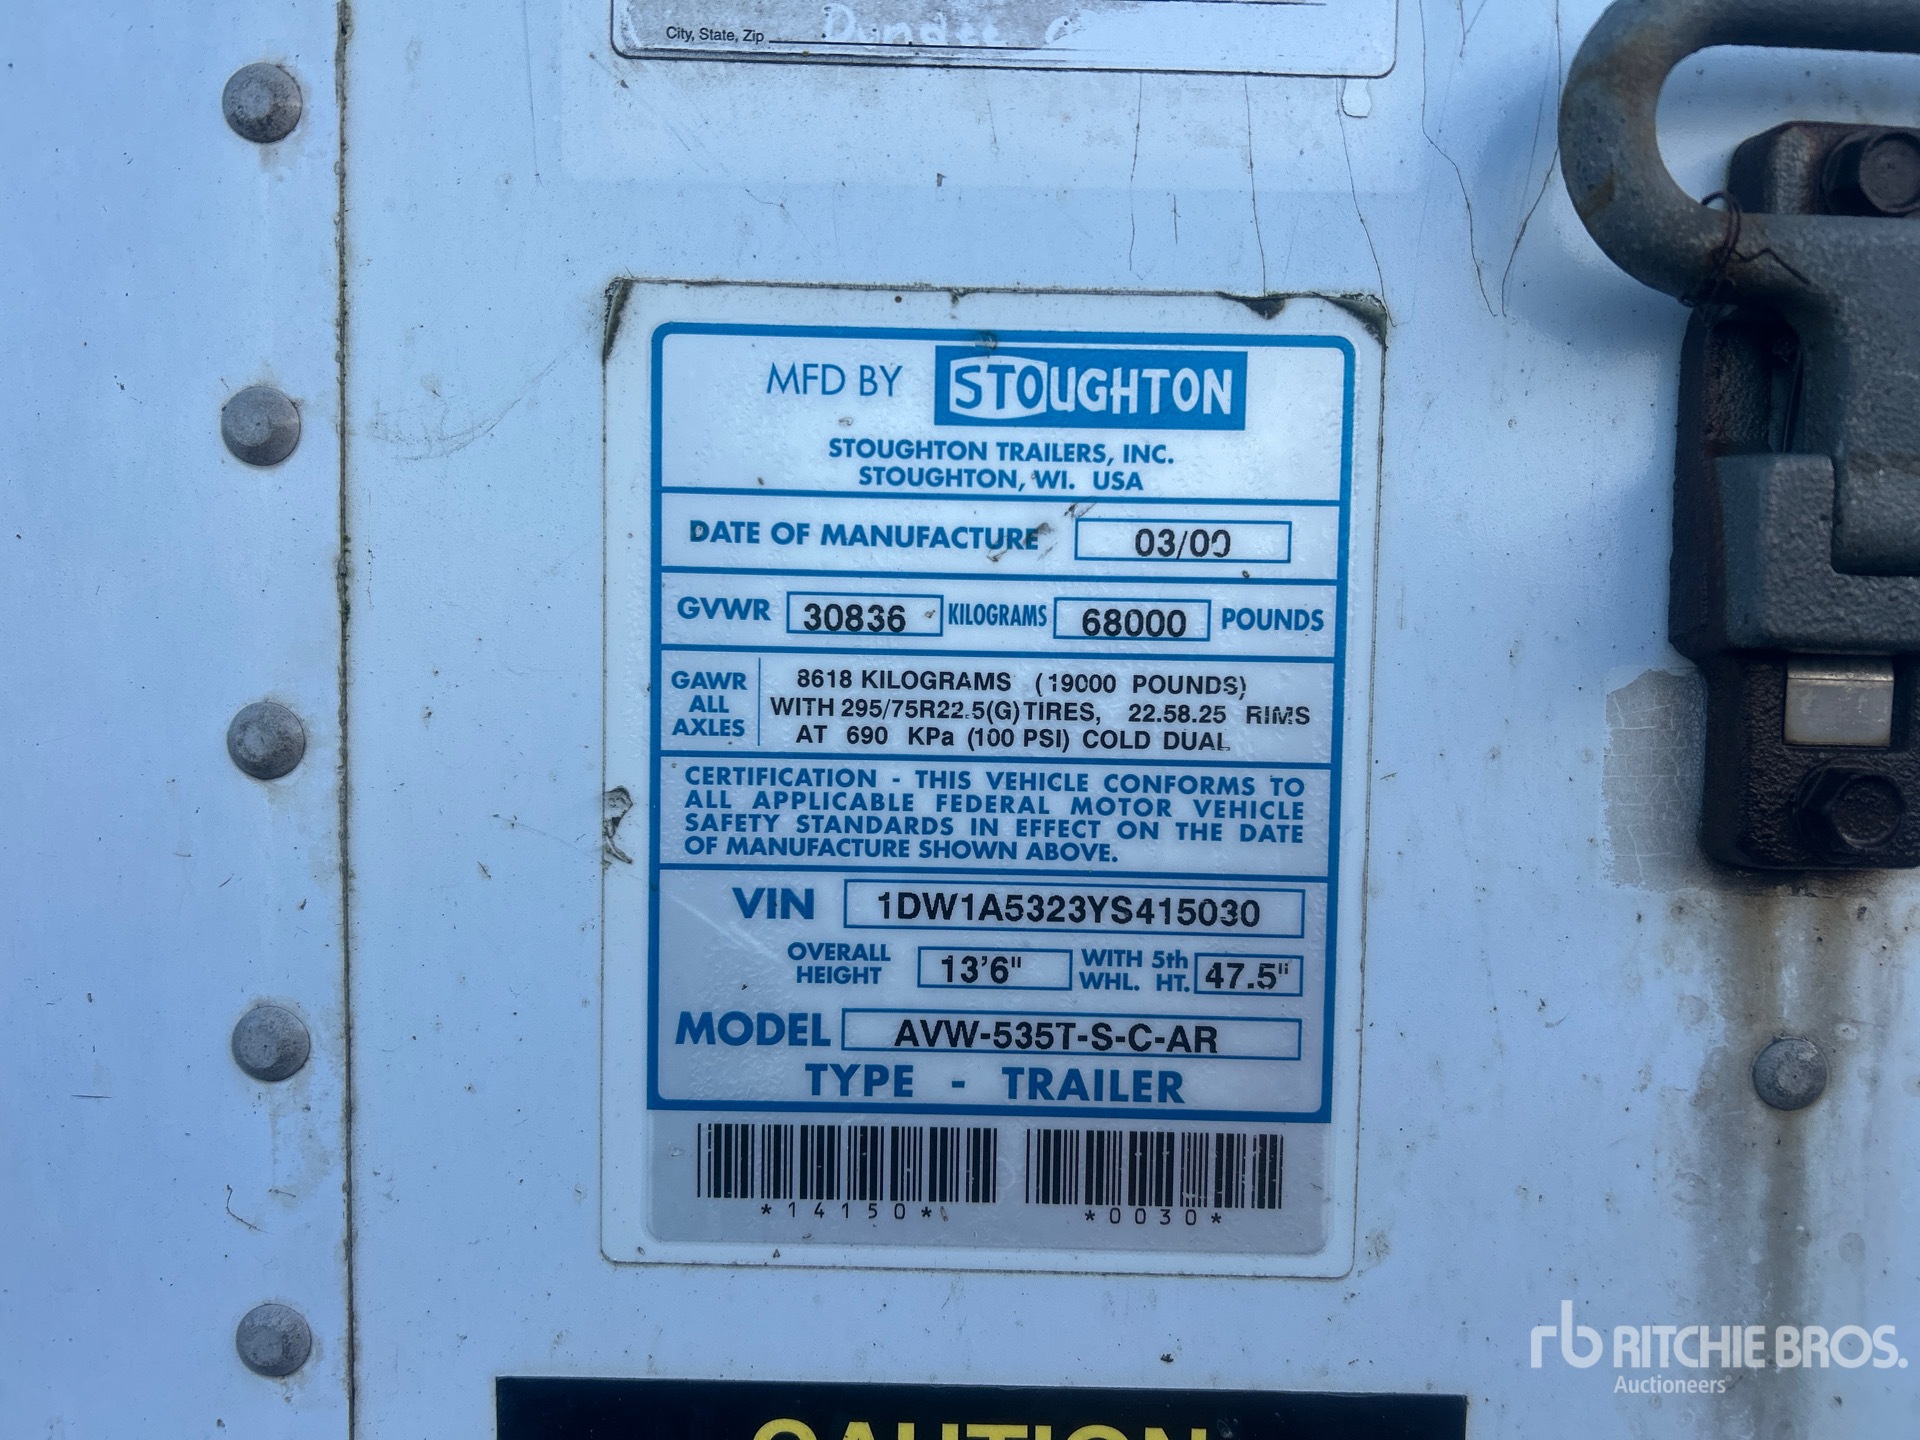 City, State, Zip Dundee
MFD BY STOUGHTON
STOUGHTON TRAILERS, INC.
STOUGHTON, WI. USA
DATE OF MANUFACTURE 03/00
GVWR 30836 KILOGRAMS 68000 POUNDS
GAWR ALL AXLES
8618 KILOGRAMS (19000 POUNDS)
WITH 295/75R22.5(G)TIRES, 22.58.25 RIMS
AT 690 KPa (100 PSI) COLD DUAL
CERTIFICATION - THIS VEHICLE CONFORMS TO
ALL APPLICABLE FEDERAL MOTOR VEHICLE
SAFETY STANDARDS IN EFFECT ON THE DATE
OF MANUFACTURE SHOWN ABOVE.
VIN 1DW1A5323YS415030
OVERALL HEIGHT 13'6" WITH 5th WHL. HT. 47.5"
MODEL AVW-535T-S-C-AR
TYPE - TRAILER
*14150* *0030*
CAUTION
rb RITCHIE BROS.
Auctioneers